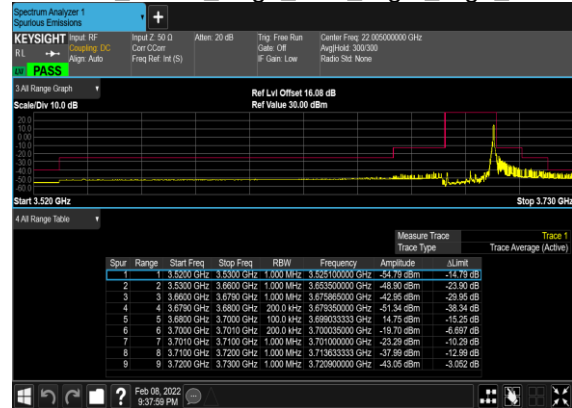 Spectrum Analyzer 1
Spurious Emissions
KEYSIGHT Input: RF Input Z: 50 Ω Atten: 20 dB Trig: Free Run Center Freq: 22.005000000 GHz
RL Coupling: DC Corr CCorr Gate: Off Avg|Hold: 300/300
Align: Auto Freq Ref: Int (S) IF Gain: Low Radio Std: None
PASS
3 All Range Graph Ref Lvl Offset 16.08 dB
Scale/Div 10.0 dB Ref Value 30.00 dBm
20.0
10.0
0.00
-10.0
-20.0
-30.0
-40.0
-50.0
-60.0
Start 3.520 GHz Stop 3.730 GHz
4 All Range Table
Measure Trace Trace 1
Trace Type Trace Average (Active)
Spur Range Start Freq Stop Freq RBW Frequency Amplitude ΔLimit
1 1 3.5200 GHz 3.5300 GHz 1.000 MHz 3.525100000 GHz -54.79 dBm -14.79 dB
2 2 3.5300 GHz 3.6600 GHz 1.000 MHz 3.653500000 GHz -48.90 dBm -23.90 dB
3 3 3.6600 GHz 3.6790 GHz 1.000 MHz 3.675865000 GHz -42.95 dBm -29.95 dB
4 4 3.6790 GHz 3.6800 GHz 200.0 kHz 3.679350000 GHz -51.34 dBm -38.34 dB
5 5 3.6800 GHz 3.7000 GHz 100.0 kHz 3.699033333 GHz 14.75 dBm -15.25 dB
6 6 3.7000 GHz 3.7010 GHz 200.0 kHz 3.700035000 GHz -19.70 dBm -6.697 dB
7 7 3.7010 GHz 3.7100 GHz 1.000 MHz 3.701000000 GHz -23.29 dBm -10.29 dB
8 8 3.7100 GHz 3.7200 GHz 1.000 MHz 3.713633333 GHz -37.99 dBm -12.99 dB
9 9 3.7200 GHz 3.7300 GHz 1.000 MHz 3.720900000 GHz -43.05 dBm -3.052 dB
Feb 08, 2022
9:37:59 PM